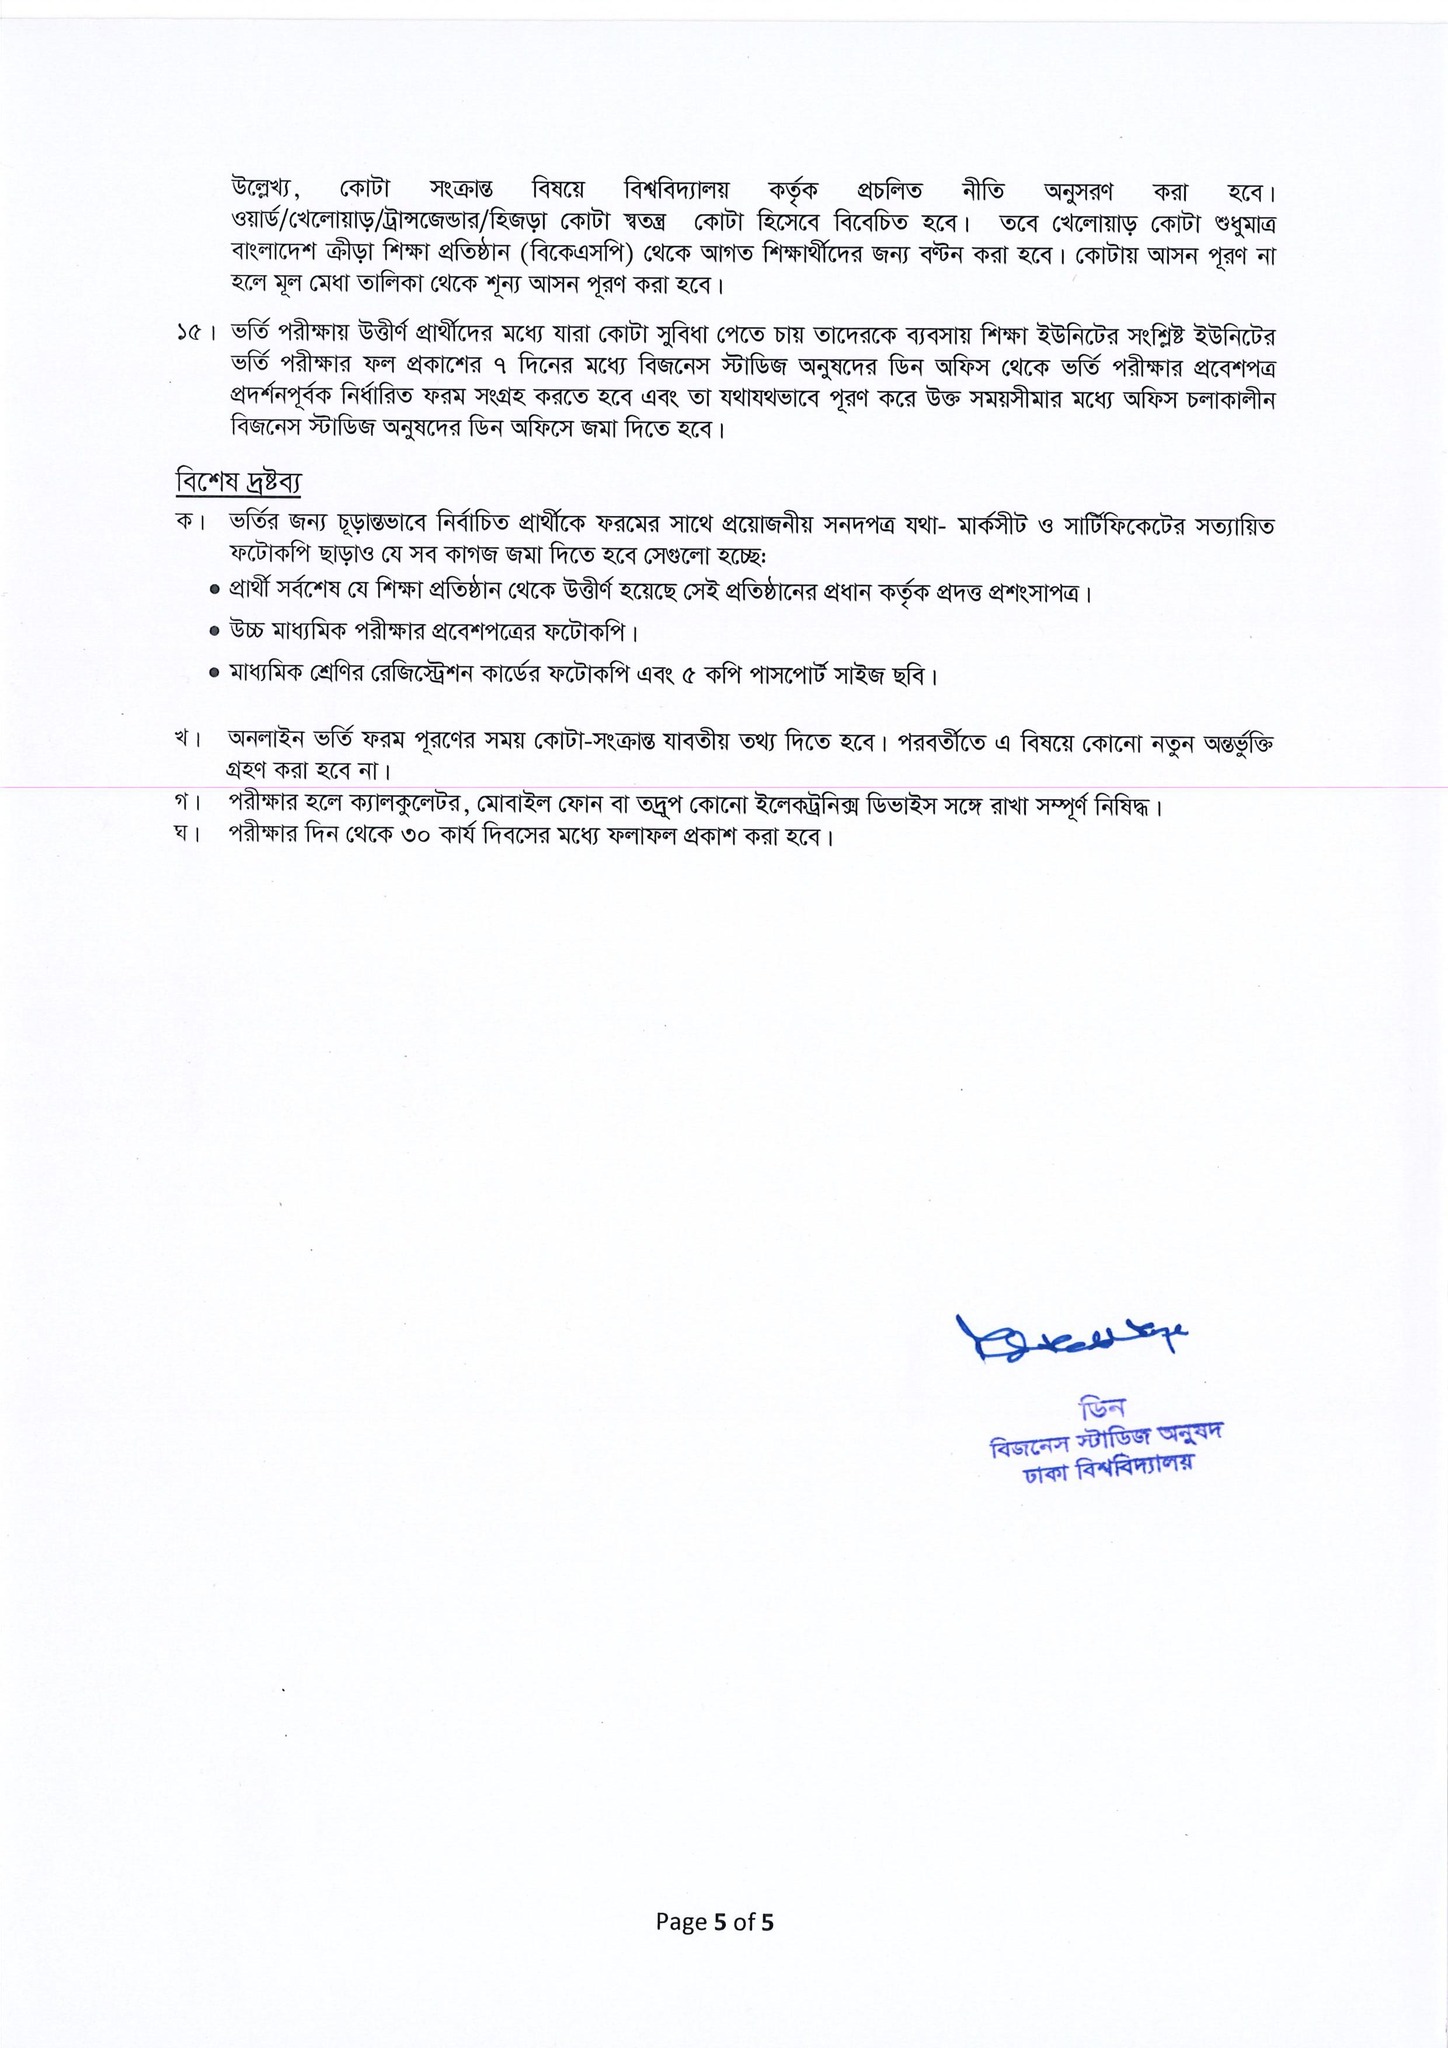 উল্লেখ্য, কোটা সংক্রান্ত বিষয়ে বিশ্ববিদ্যালয় কর্তৃক প্রচলিত নীতি অনুসরণ করা হবে।
ওয়ার্ড/খেলোয়াড়/ট্রান্সজেন্ডার/হিজড়া কোটা স্বতন্ত্র কোটা হিসেবে বিবেচিত হবে। তবে খেলোয়াড় কোটা শুধুমাত্র
বাংলাদেশ ক্রীড়া শিক্ষা প্রতিষ্ঠান (বিকেএসপি) থেকে আগত শিক্ষার্থীদের জন্য বণ্টন করা হবে। কোটায় আসন পূরণ না
হলে মূল মেধা তালিকা থেকে শূন্য আসন পূরণ করা হবে।
১৫। ভর্তি পরীক্ষায় উত্তীর্ণ প্রার্থীদের মধ্যে যারা কোটা সুবিধা পেতে চায় তাদেরকে ব্যবসায় শিক্ষা ইউনিটের সংশ্লিষ্ট ইউনিটের
ভর্তি পরীক্ষার ফল প্রকাশের ৭ দিনের মধ্যে বিজনেস স্টাডিজ অনুষদের ডিন অফিস থেকে ভর্তি পরীক্ষার প্রবেশপত্র
প্রদর্শনপূর্বক নির্ধারিত ফরম সংগ্রহ করতে হবে এবং তা যথাযথভাবে পূরণ করে উক্ত সময়সীমার মধ্যে অফিস চলাকালীন
বিজনেস স্টাডিজ অনুষদের ডিন অফিসে জমা দিতে হবে।
বিশেষ দ্রষ্টব্য
ক। ভর্তির জন্য চূড়ান্তভাবে নির্বাচিত প্রার্থীকে ফরমের সাথে প্রয়োজনীয় সনদপত্র যথা- মার্কসীট ও সার্টিফিকেটের সত্যায়িত
ফটোকপি ছাড়াও যে সব কাগজ জমা দিতে হবে সেগুলো হচ্ছে:
• প্রার্থী সর্বশেষ যে শিক্ষা প্রতিষ্ঠান থেকে উত্তীর্ণ হয়েছে সেই প্রতিষ্ঠানের প্রধান কর্তৃক প্রদত্ত প্রশংসাপত্র।
• উচ্চ মাধ্যমিক পরীক্ষার প্রবেশপত্রের ফটোকপি।
• মাধ্যমিক শ্রেণির রেজিস্ট্রেশন কার্ডের ফটোকপি এবং ৫ কপি পাসপোর্ট সাইজ ছবি।
খ। অনলাইন ভর্তি ফরম পূরণের সময় কোটা-সংক্রান্ত যাবতীয় তথ্য দিতে হবে। পরবর্তীতে এ বিষয়ে কোনো নতুন অন্তর্ভুক্তি
গ্রহণ করা হবে না।
গ। পরীক্ষার হলে ক্যালকুলেটর, মোবাইল ফোন বা তদ্রূপ কোনো ইলেকট্রনিক্স ডিভাইস সঙ্গে রাখা সম্পূর্ণ নিষিদ্ধ।
ঘ। পরীক্ষার দিন থেকে ৩০ কার্য দিবসের মধ্যে ফলাফল প্রকাশ করা হবে।
ডিন
বিজনেস স্টাডিজ অনুষদ
ঢাকা বিশ্ববিদ্যালয়
Page 5 of 5